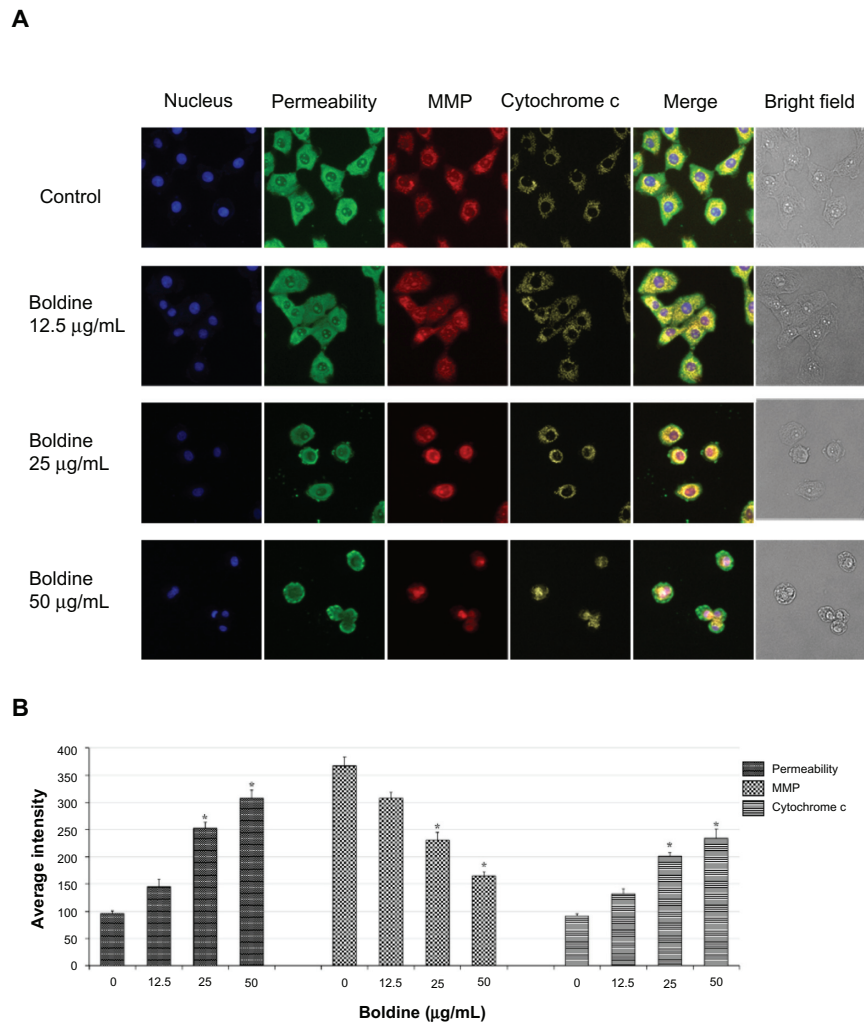 A
Nucleus Permeability MMP Cytochrome c Merge Bright field
Control
Boldine
12.5 μg/mL
Boldine
25 μg/mL
Boldine
50 μg/mL
B
Average intensity
400
350
300
250
200
150
100
50
0
* * * * * *
Permeability
MMP
Cytochrome c
0 12.5 25 50 0 12.5 25 50 0 12.5 25 50
Boldine (μg/mL)